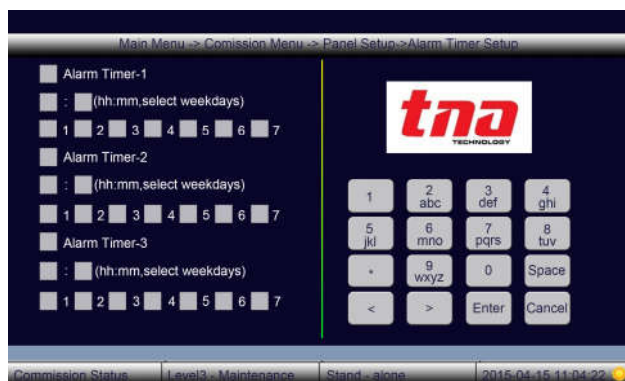 Main Menu -> Comission Menu -> Panel Setup->Alarm Timer Setup
Alarm Timer-1
: (hh:mm,select weekdays)
1 2 3 4 5 6 7
Alarm Timer-2
: (hh:mm,select weekdays)
1 2 3 4 5 6 7
Alarm Timer-3
: (hh:mm,select weekdays)
1 2 3 4 5 6 7
tna
TECHNOLOGY
1
2
abc
3
def
4
ghi
5
jkl
6
mno
7
pqrs
8
tuv
*
9
wxyz
0
Space
<
>
Enter
Cancel
Commission Status
Level3 - Maintenance
Stand - alone
2015-04-15 11:04:22